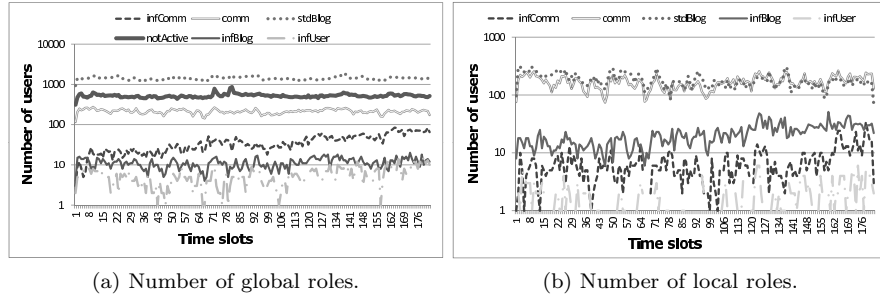 infComm comm stdBlog
notActive infBlog infUser
10000
1000
100
10
1
Number of users
1 8 15 22 29 36 43 50 57 64 71 78 85 92 99 106 113 120 127 134 141 148 155 162 169 176
Time slots
(a) Number of global roles.
infComm comm stdBlog infBlog infUser
1000
100
10
1
Number of users
1 8 15 22 29 36 43 50 57 64 71 78 85 92 99 106 113 120 127 134 141 148 155 162 169 176
Time slots
(b) Number of local roles.